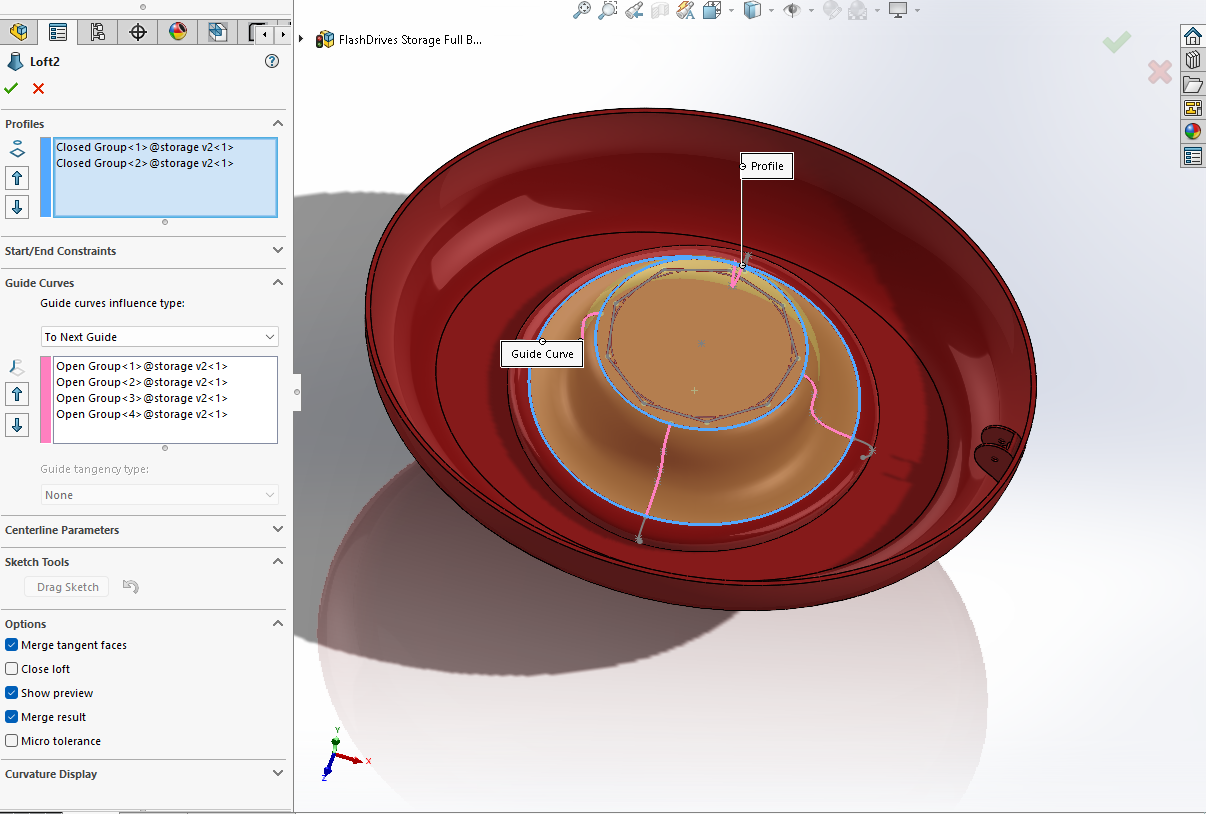 FlashDrives Storage Full B...
Loft2
Profiles
Closed Group<1>@storage v2<1>
Closed Group<2>@storage v2<1>
Start/End Constraints
Guide Curves
Guide curves influence type:
To Next Guide
Open Group<1>@storage v2<1>
Open Group<2>@storage v2<1>
Open Group<3>@storage v2<1>
Open Group<4>@storage v2<1>
Guide tangency type:
None
Centerline Parameters
Sketch Tools
Drag Sketch
Options
Merge tangent faces
Close loft
Show preview
Merge result
Micro tolerance
Curvature Display
Profile
Guide Curve
Y
X
Z